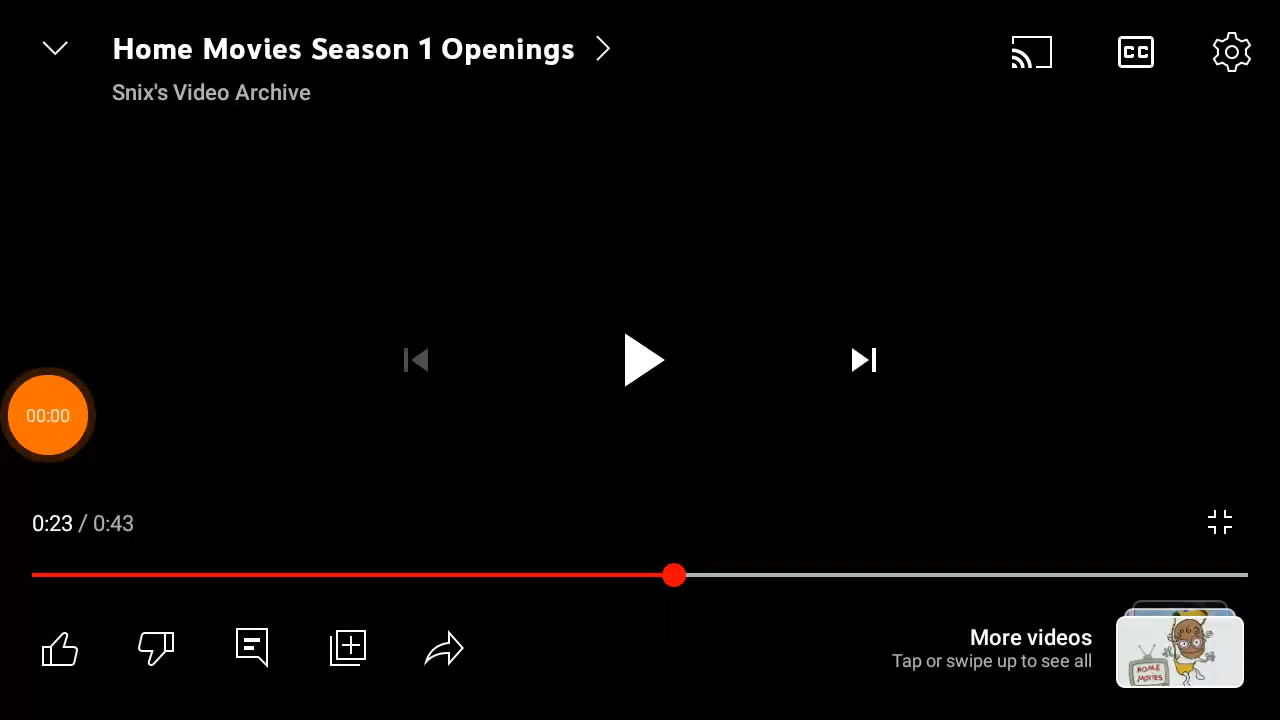 Home Movies Season 1 Openings
Snix's Video Archive
CC
00:00
0:23 / 0:43
More videos
Tap or swipe up to see all
HOME
MOVIES